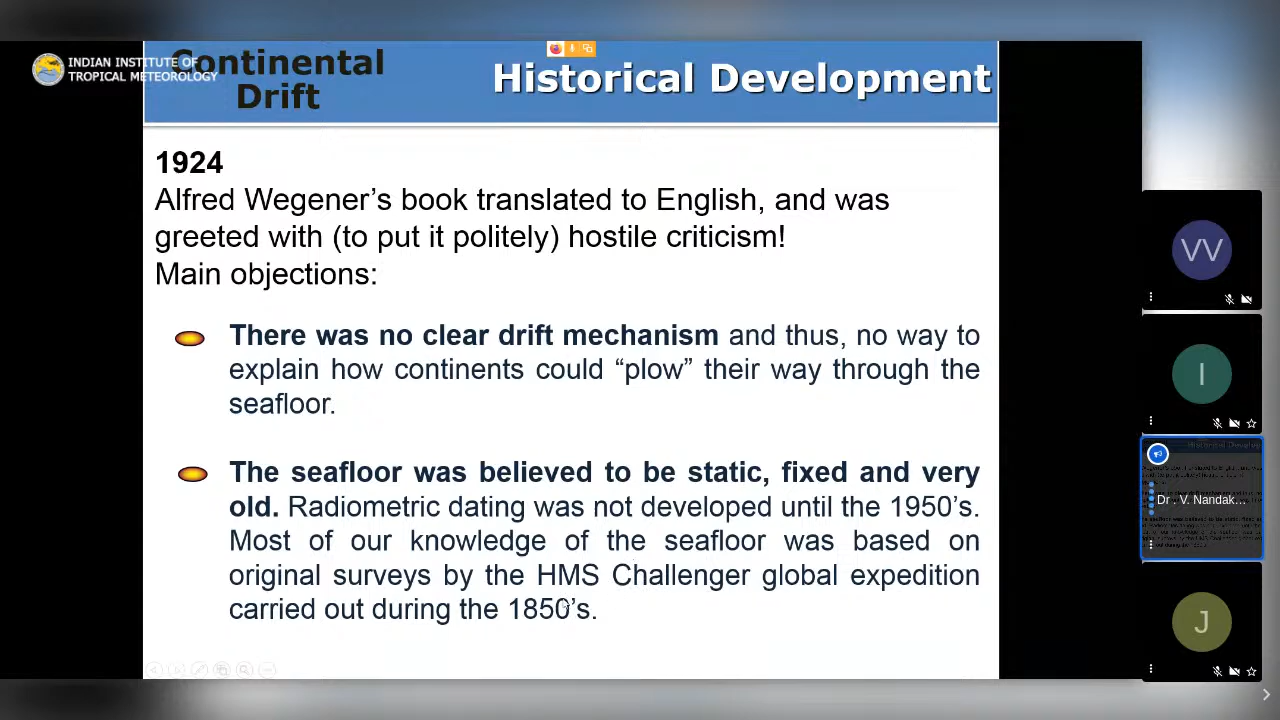 INDIAN INSTITUTE OF
TROPICAL METEOROLOGY
Continental
Drift
Historical Development
1924
Alfred Wegener’s book translated to English, and was
greeted with (to put it politely) hostile criticism!
Main objections:
There was no clear drift mechanism and thus, no way to
explain how continents could “plow” their way through the
seafloor.
The seafloor was believed to be static, fixed and very
old. Radiometric dating was not developed until the 1950’s.
Most of our knowledge of the seafloor was based on
original surveys by the HMS Challenger global expedition
carried out during the 1850’s.
VV
I
Dr . V. Nandak...
J